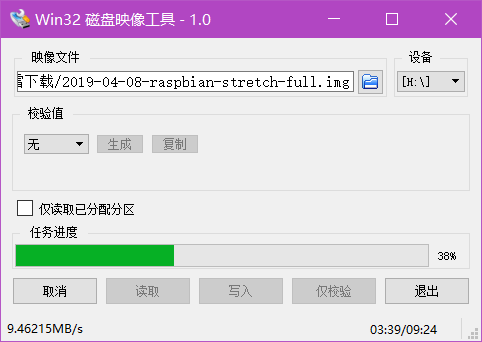 Win32 磁盘映像工具 - 1.0
映像文件
设备
雷下载/2019-04-08-raspbian-stretch-full.img
[H:\]
校验值
无
生成
复制
仅读取已分配分区
任务进度
38%
取消
读取
写入
仅校验
退出
9.46215MB/s
03:39/09:24